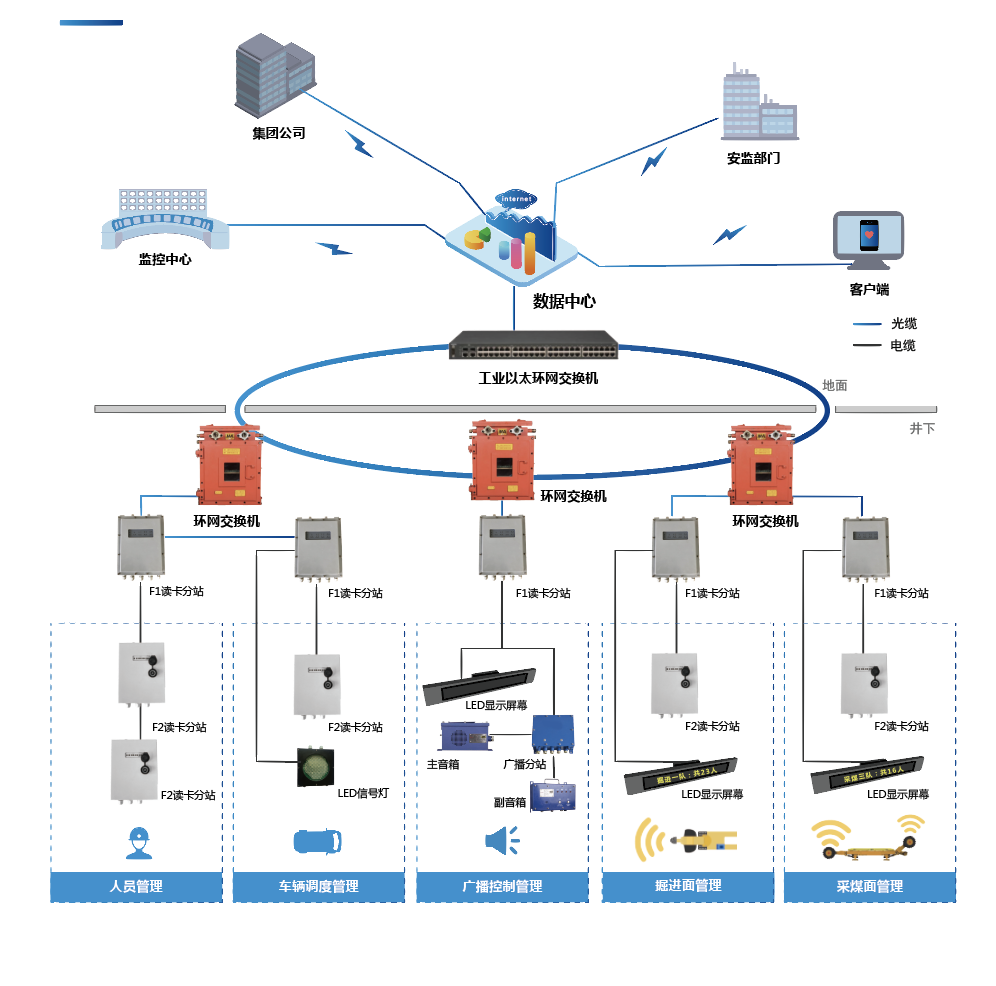 集团公司
安监部门
internet
监控中心
客户端
数据中心
光缆
电缆
工业以太环网交换机
地面
井下
环网交换机
环网交换机
环网交换机
F1读卡分站
F1读卡分站
F1读卡分站
F1读卡分站
F1读卡分站
LED显示屏幕
F2读卡分站
F2读卡分站
F2读卡分站
F2读卡分站
主音箱
广播分站
掘进一队：共23人
采煤三队：共16人
F2读卡分站
LED信号灯
副音箱
LED显示屏幕
LED显示屏幕
人员管理
车辆调度管理
广播控制管理
掘进面管理
采煤面管理